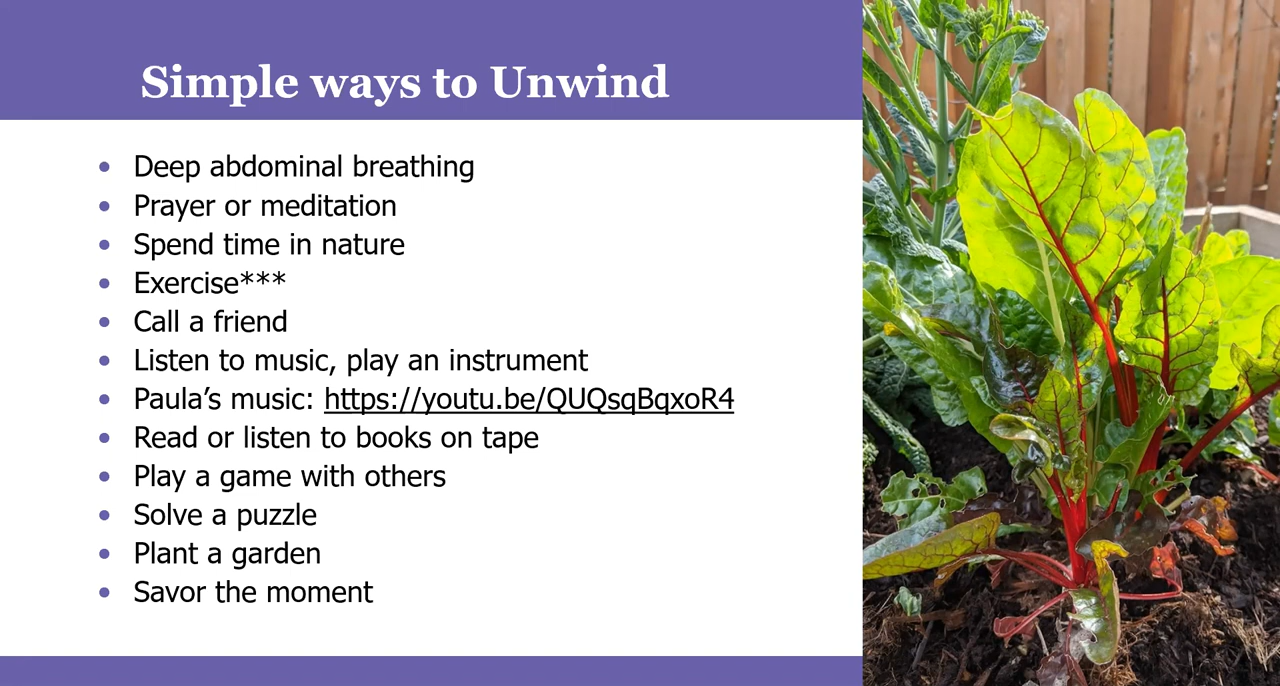 Simple ways to Unwind
• Deep abdominal breathing
• Prayer or meditation
• Spend time in nature
• Exercise***
• Call a friend
• Listen to music, play an instrument
• Paula’s music: https://youtu.be/QUQsqBqxoR4
• Read or listen to books on tape
• Play a game with others
• Solve a puzzle
• Plant a garden
• Savor the moment